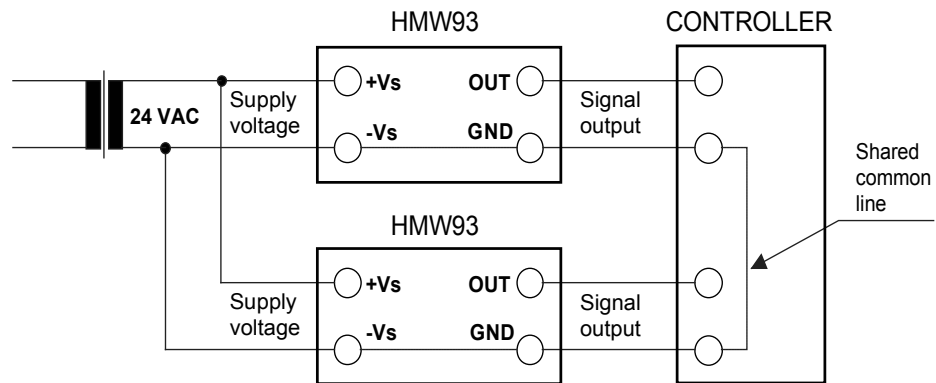 HMW93
CONTROLLER
24 VAC
Supply
voltage
+Vs
OUT
-Vs
GND
Signal
output
Shared
common
line
HMW93
Supply
voltage
+Vs
OUT
-Vs
GND
Signal
output